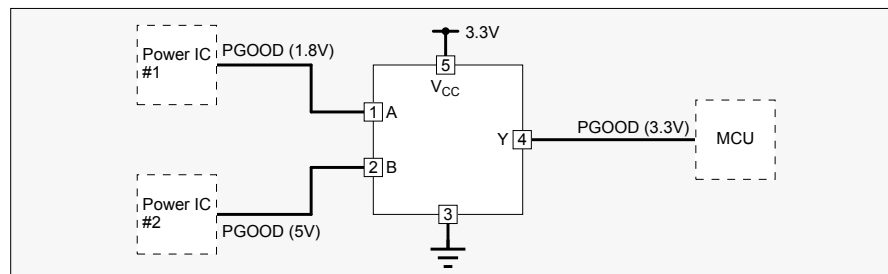 3.3V
Power IC
#1
PGOOD (1.8V)
5
VCC
1 A
Y 4
PGOOD (3.3V)
MCU
2 B
Power IC
#2
PGOOD (5V)
3